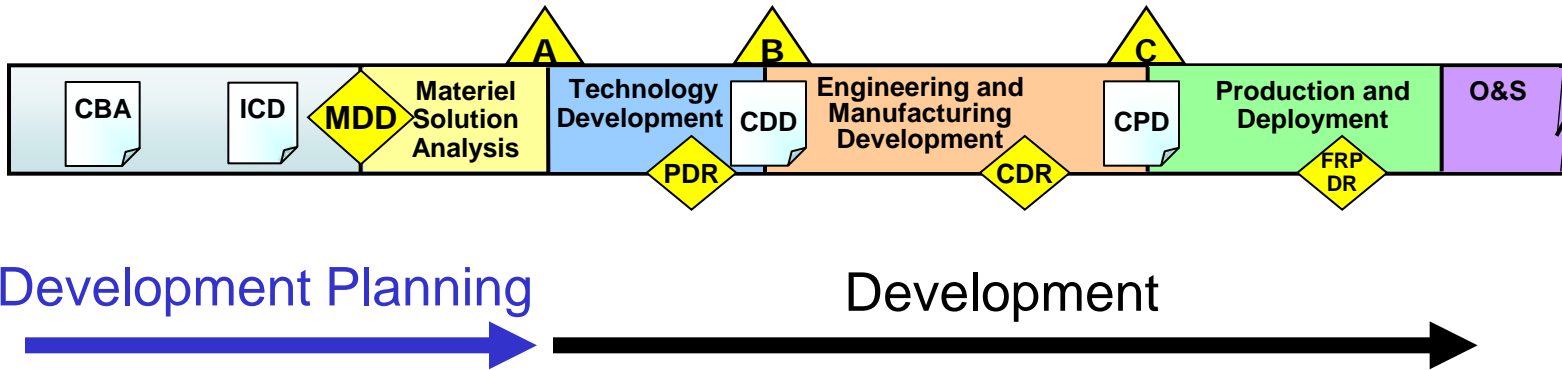 A
B
C
CBA
ICD
MDD
Materiel
Solution
Analysis
Technology
Development
CDD
Engineering and
Manufacturing
Development
CPD
Production and
Deployment
O&S
PDR
CDR
FRP
DR
Development Planning
Development